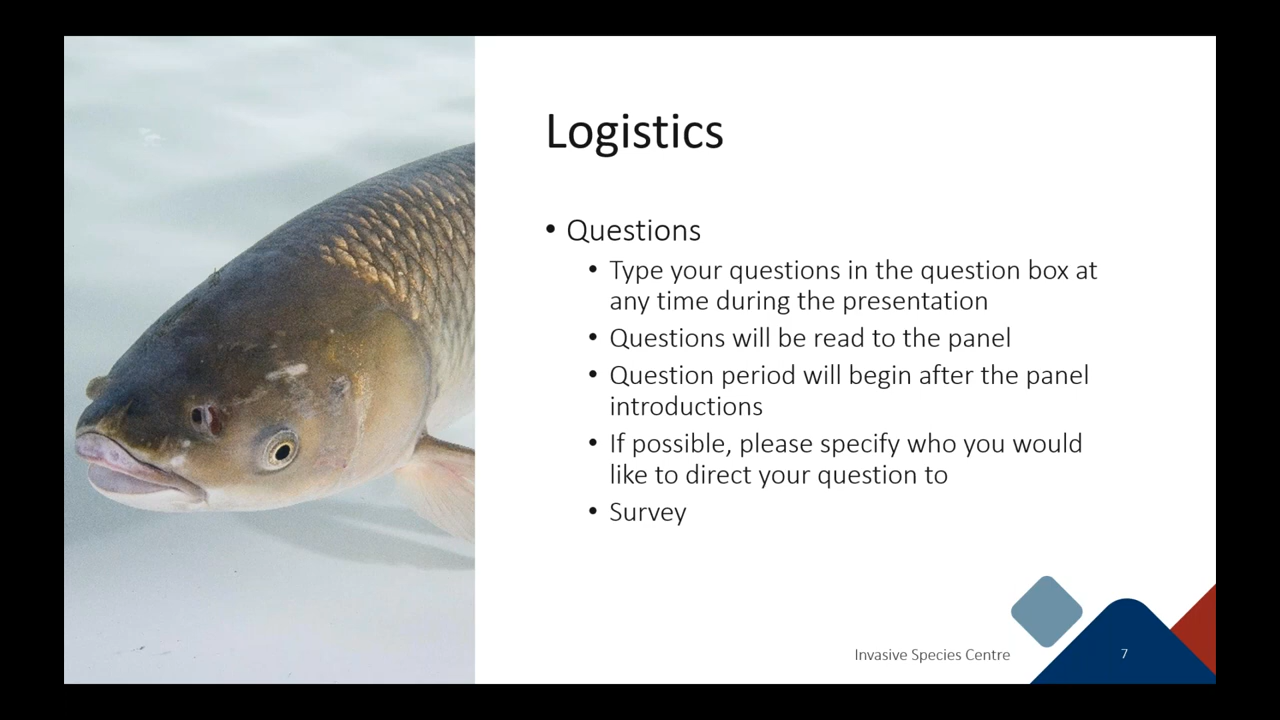 Logistics
• Questions
• Type your questions in the question box at
any time during the presentation
• Questions will be read to the panel
• Question period will begin after the panel
introductions
• If possible, please specify who you would
like to direct your question to
• Survey
Invasive Species Centre
7